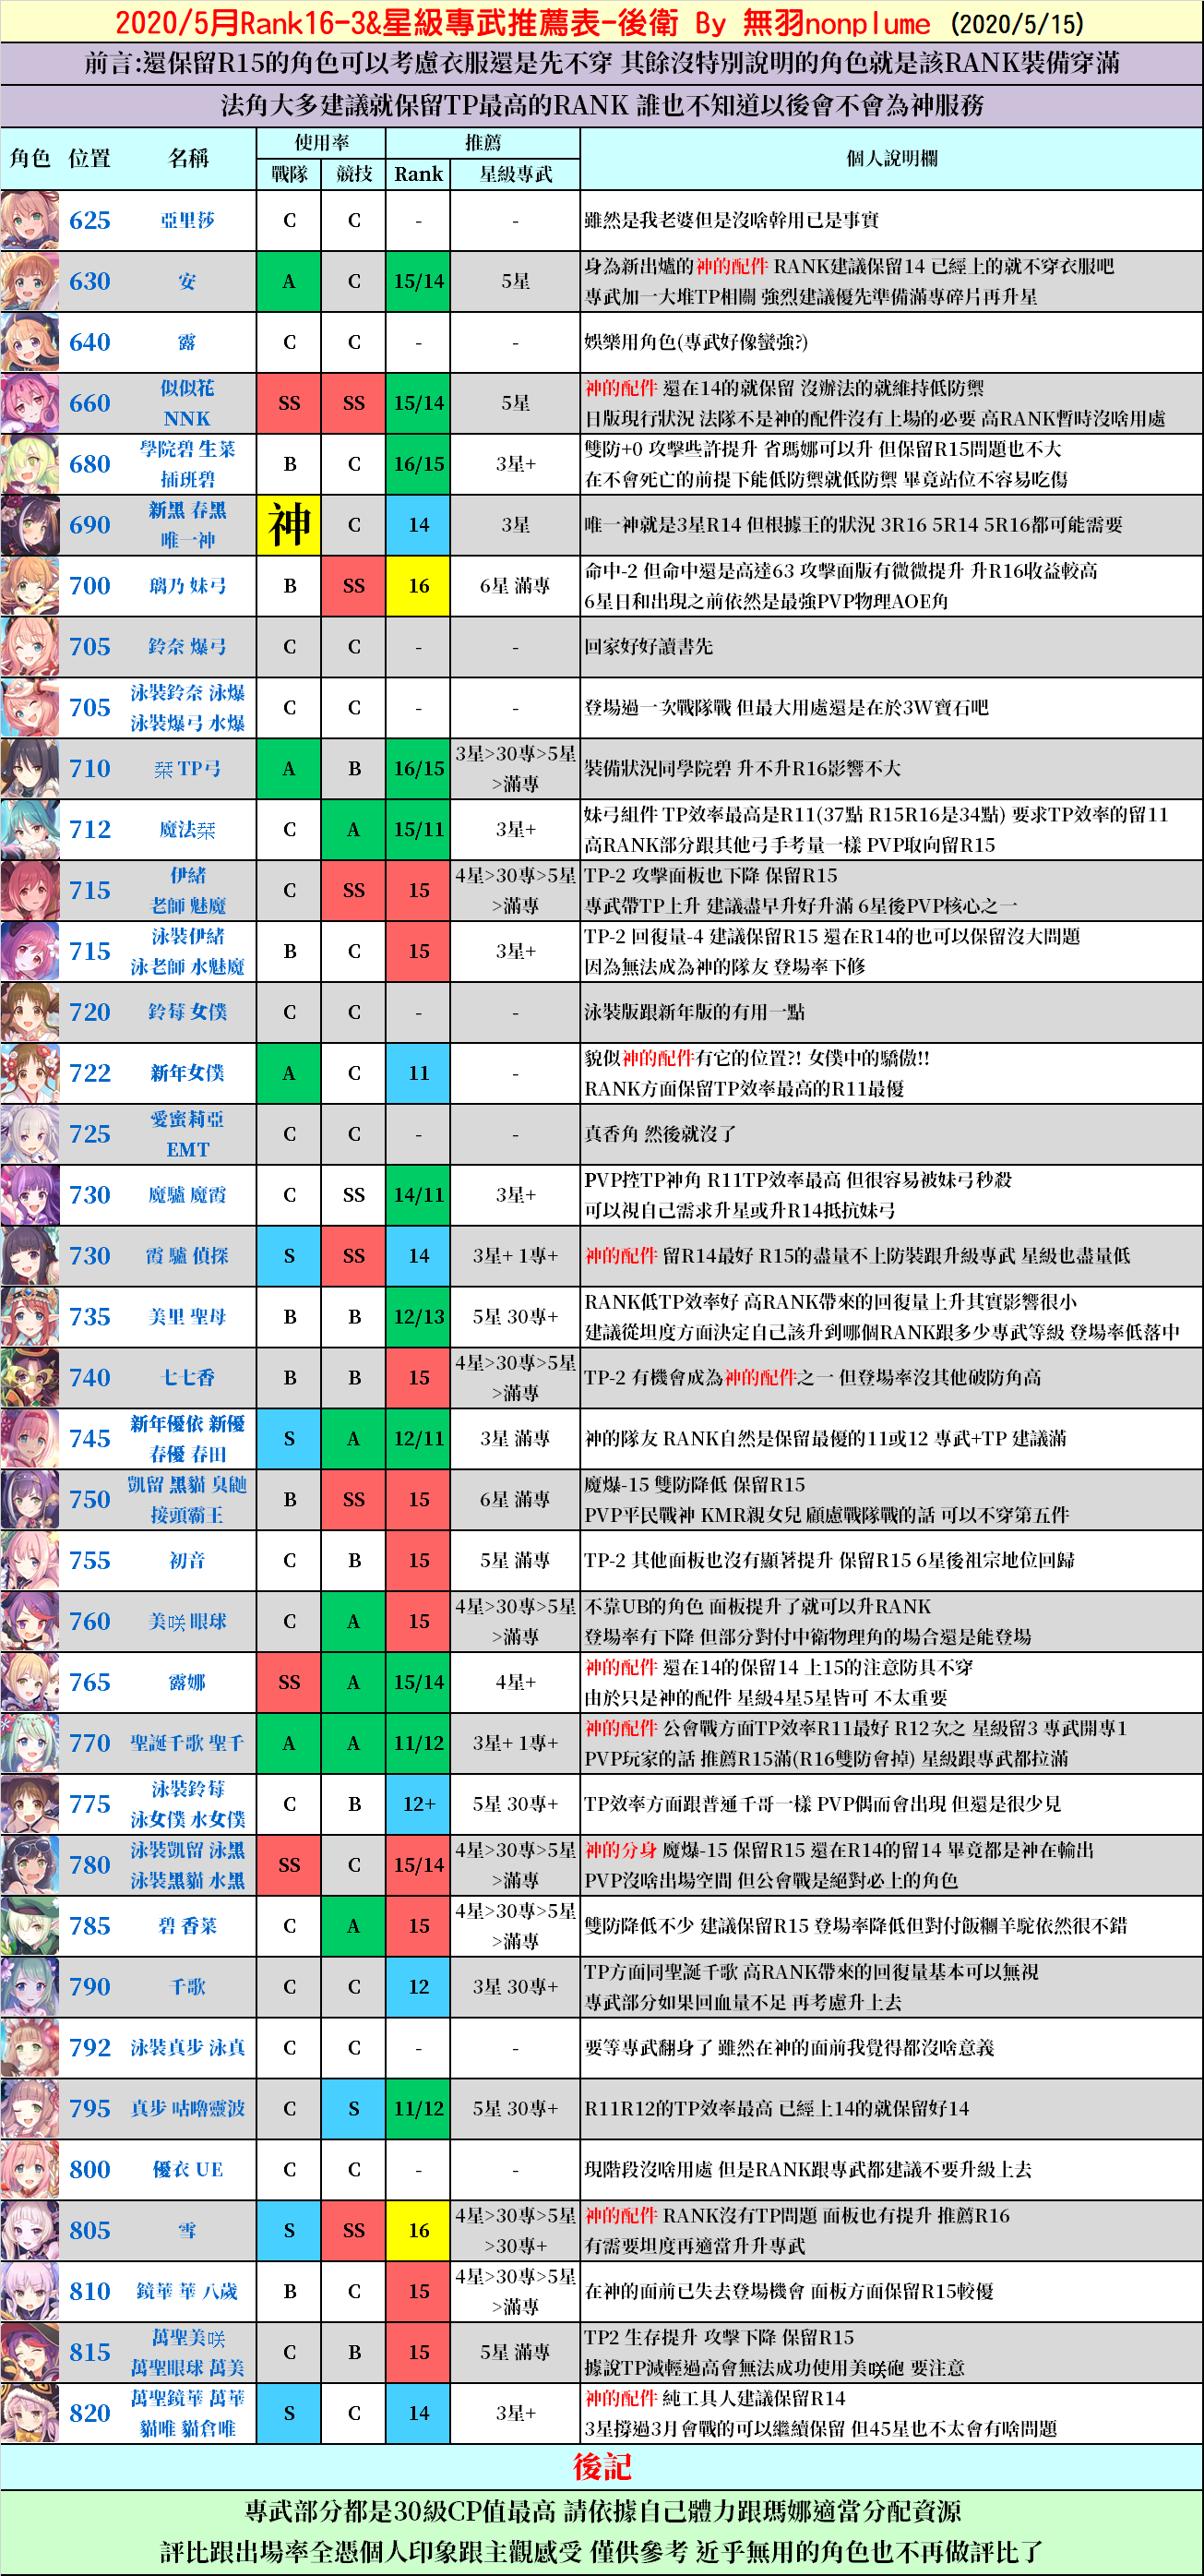 2020/5月Rank16-3&星級專武推薦表-後衛 By 無羽nonplume (2020/5/15)
前言:還保留R15的角色可以考慮衣服還是先不穿 其餘沒特別說明的角色就是該RANK裝備穿滿
法角大多建議就保留TP最高的RANK 誰也不知道以後會不會為神服務
角色 位置 名稱 使用率 推薦 個人說明欄
戰隊 競技 Rank 星級專武
625 亞里莎 C C - - 雖然是我老婆但是沒啥幹用已是事實
630 安 A C 15/14 5星
身為新出爐的神的配件 RANK建議保留14 已經上的就不穿衣服吧
專武加一大堆TP相關 強烈建議優先準備滿專碎片再升星
640 露 C C - - 娛樂用角色(專武好像蠻強?)
660 似似花
NNK
SS SS 15/14 5星
神的配件 還在14的就保留 沒辦法的就維持低防禦
日版現行狀況 法隊不是神的配件沒有上場的必要 高RANK暫時沒啥用處
680 學院碧 生菜
插班碧
B C 16/15 3星+
雙防+0 攻擊些許提升 省瑪娜可以升 但保留R15問題也不大
在不會死亡的前提下能低防禦就低防禦 畢竟站位不容易吃傷
690 新黑 春黑
唯一神
神 C 14 3星 唯一神就是3星R14 但根據王的狀況 3R16 5R14 5R16都可能需要
700 璃乃 妹弓 B SS 16 6星 滿專
命中-2 但命中還是高達63 攻擊面版有微微提升 升R16收益較高
6星日和出現之前依然是最強PVP物理AOE角
705 鈴奈 爆弓 C C - - 回家好好讀書先
705 泳裝鈴奈 泳爆
泳裝爆弓 水爆
C C - - 登場過一次戰隊戰 但最大用處還是在於3W寶石吧
710 栞 TP弓 A B 16/15
3星>30專>5星
>滿專
裝備狀況同學院碧 升不升R16影響不大
712 魔法栞 C A 15/11 3星+
妹弓組件 TP效率最高是R11(37點 R15R16是34點) 要求TP效率的留11
高RANK部分跟其他弓手考量一樣 PVP取向留R15
715 伊緒
老師 魅魔
C SS 15
4星>30專>5星
>滿專
TP-2 攻擊面板也下降 保留R15
專武帶TP上升 建議盡早升好升滿 6星後PVP核心之一
715 泳裝伊緒
泳老師 水魅魔
B C 15 3星+
TP-2 回復量-4 建議保留R15 還在R14的也可以保留沒大問題
因為無法成為神的隊友 登場率下修
720 鈴莓 女僕 C C - - 泳裝版跟新年版的有用一點
722 新年女僕 A C 11 -
貌似神的配件有它的位置?! 女僕中的驕傲!!
RANK方面保留TP效率最高的R11最優
725 愛蜜莉亞
EMT
C C - - 真香角 然後就沒了
730 魔驢 魔霞 C SS 14/11 3星+
PVP控TP神角 R11TP效率最高 但很容易被妹弓秒殺
可以視自己需求升星或升R14抵抗妹弓
730 霞 驢 偵探 S SS 14 3星+ 1專+ 神的配件 留R14最好 R15的盡量不上防裝跟升級專武 星級也盡量低
735 美里 聖母 B B 12/13 5星 30專+
RANK低TP效率好 高RANK帶來的回復量上升其實影響很小
建議從坦度方面決定自己該升到哪個RANK跟多少專武等級 登場率低落中
740 七七香 B B 15
4星>30專>5星
>滿專
TP-2 有機會成為神的配件之一 但登場率沒其他破防角高
745 新年優依 新優
春優 春田
S A 12/11 3星 滿專 神的隊友 RANK自然是保留最優的11或12 專武+TP 建議滿
750 凱留 黑貓 臭鼬
接頭霸王
B SS 15 6星 滿專
魔爆-15 雙防降低 保留R15
PVP平民戰神 KMR親女兒 顧慮戰隊戰的話 可以不穿第五件
755 初音 C B 15 5星 滿專 TP-2 其他面板也沒有顯著提升 保留R15 6星後祖宗地位回歸
760 美咲 眼球 C A 15
4星>30專>5星
>滿專
不靠UB的角色 面板提升了就可以升RANK
登場率有下降 但部分對付中衛物理角的場合還是能登場
765 露娜 SS A 15/14 4星+
神的配件 還在14的保留14 上15的注意防具不穿
由於只是神的配件 星級4星5星皆可 不太重要
770 聖誕千歌 聖千 A A 11/12 3星+ 1專+
神的配件 公會戰方面TP效率R11最好 R12次之 星級留3 專武開專1
PVP玩家的話 推薦R15滿(R16雙防會掉) 星級跟專武都拉滿
775 泳裝鈴莓
泳女僕 水女僕
C B 12+ 5星 30專+ TP效率方面跟普通千哥一樣 PVP偶而會出現 但還是很少見
780 泳裝凱留 泳黑
泳裝黑貓 水黑
SS C 15/14
4星>30專>5星
>滿專
神的分身 魔爆-15 保留R15 還在R14的留14 畢竟都是神在輸出
PVP沒啥出場空間 但公會戰是絕對必上的角色
785 碧 香菜 C A 15
4星>30專>5星
>滿專
雙防降低不少 建議保留R15 登場率降低但對付飯糰羊駝依然很不錯
790 千歌 C C 12 3星 30專+
TP方面同聖誕千歌 高RANK帶來的回復量基本可以無視
專武部分如果回血量不足 再考慮升上去
792 泳裝真步 泳真 C C - - 要等專武翻身了 雖然在神的面前我覺得都沒啥意義
795 真步 咕嚕靈波 C S 11/12 5星 30專+ R11R12的TP效率最高 已經上14的就保留好14
800 優衣 UE C C - - 現階段沒啥用處 但是RANK跟專武都建議不要升級上去
805 雪 S SS 16
4星>30專>5星
>30專+
神的配件 RANK沒有TP問題 面板也有提升 推薦R16
有需要坦度再適當升升專武
810 鏡華 華 八歲 B C 15
4星>30專>5星
>滿專
在神的面前已失去登場機會 面板方面保留R15較優
815 萬聖美咲
萬聖眼球 萬美
C B 15 5星 滿專
TP2 生存提升 攻擊下降 保留R15
據說TP減輕過高會無法成功使用美咲砲 要注意
820 萬聖鏡華 萬華
貓唯 貓倉唯
S C 14 3星+
神的配件 純工具人建議保留R14
3星撐過3月會戰的可以繼續保留 但45星也不太會有啥問題
後記
專武部分都是30級CP值最高 請依據自己體力跟瑪娜適當分配資源
評比跟出場率全憑個人印象跟主觀感受 僅供參考 近乎無用的角色也不再做評比了